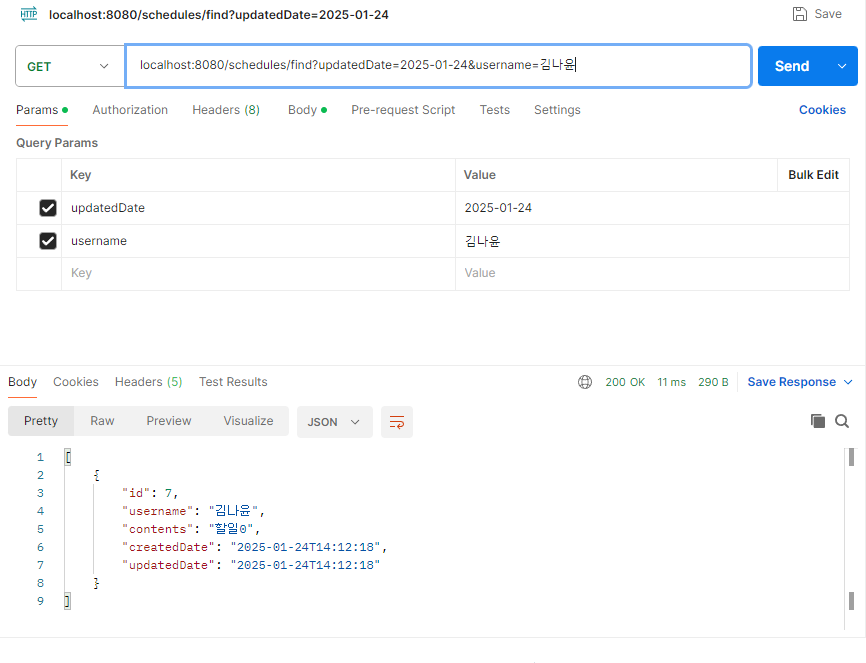 HTTP localhost:8080/schedules/find?updatedDate=2025-01-24 Save
GET localhost:8080/schedules/find?updatedDate=2025-01-24&username=김나윤 Send
Params Authorization Headers (8) Body Pre-request Script Tests Settings Cookies
Query Params
Key Value Bulk Edit
updatedDate 2025-01-24
username 김나윤
Key Value
Body Cookies Headers (5) Test Results 200 OK 11 ms 290 B Save Response
Pretty Raw Preview Visualize JSON
1 [
2 {
3 "id": 7,
4 "username": "김나윤",
5 "contents": "할일0",
6 "createdDate": "2025-01-24T14:12:18",
7 "updatedDate": "2025-01-24T14:12:18"
8 }
9 ]